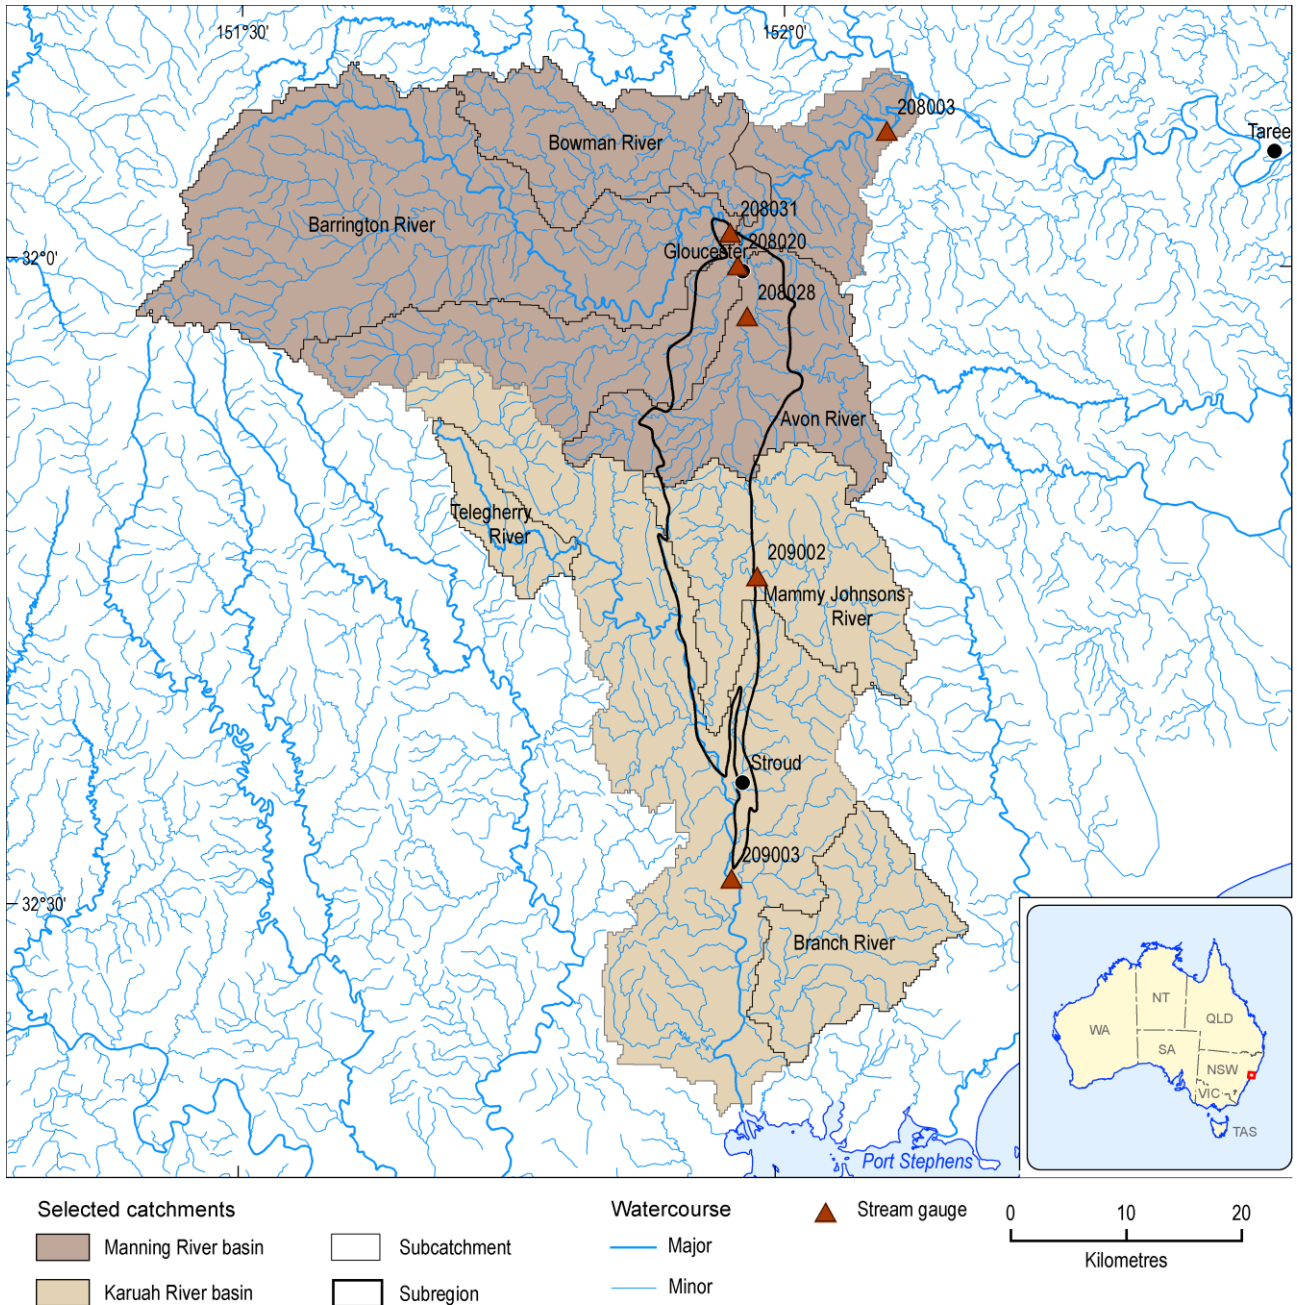 151°30'
152°0'
208003
Taree
Bowman River
208031
Barrington River
208020
Gloucester
32°0'
208028
Avon River
Telegherry
River
209002
Mammy Johnsons
River
Stroud
209003
32°30'
Branch River
NT
QLD
WA
SA
NSW
VIC
TAS
Port Stephens
Selected catchments
Watercourse
Stream gauge
0 10 20
Manning River basin
Subcatchment
Major
Kilometres
Karuah River basin
Subregion
Minor